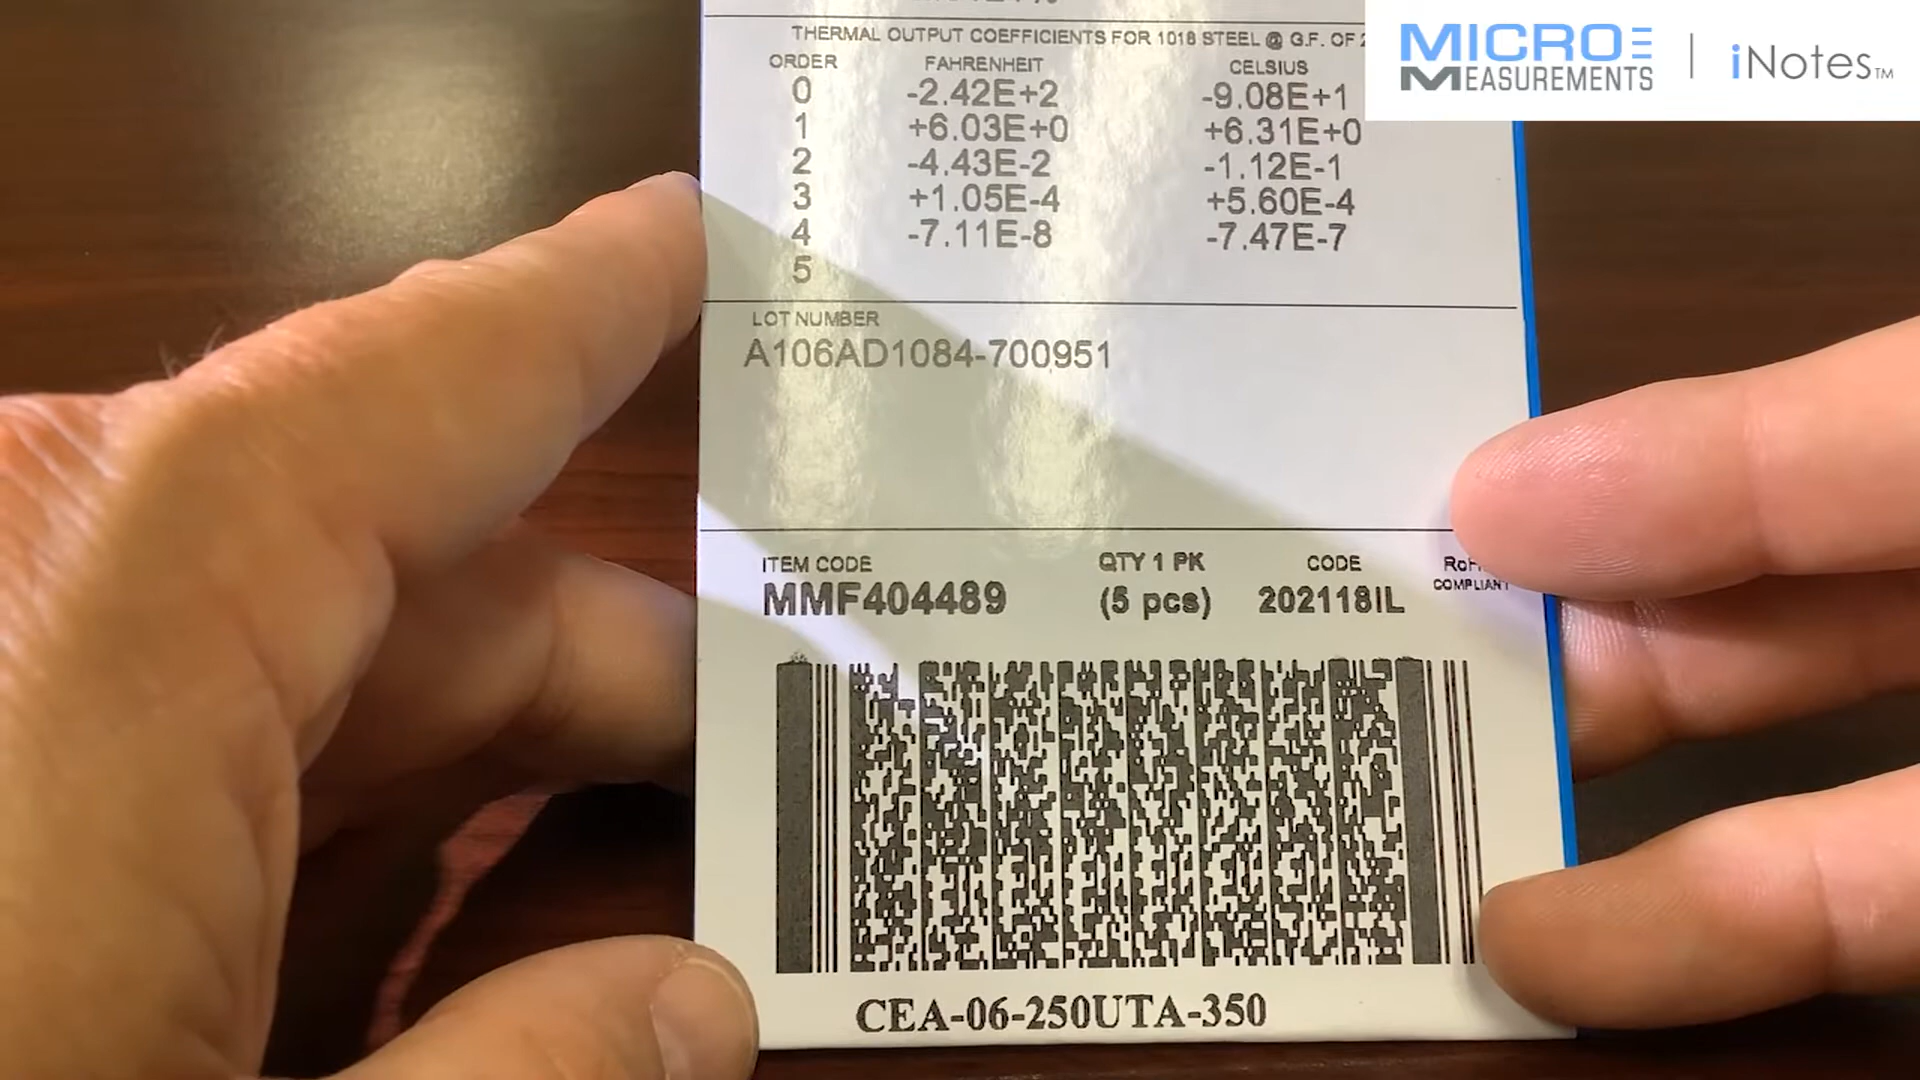 THERMAL OUTPUT COEFFICIENTS FOR 1018 STEEL @ G.F. OF
ORDER FAHRENHEIT CELSIUS
0 -2.42E+2 -9.08E+1
1 +6.03E+0 +6.31E+0
2 -4.43E-2 -1.12E-1
3 +1.05E-4 +5.60E-4
4 -7.11E-8 -7.47E-7
5
LOT NUMBER
A106AD1084-700951
ITEM CODE QTY 1 PK CODE
MMF404489 (5 pcs) 202118IL
COMPLIANT
CEA-06-250UTA-350
MICRO
MEASUREMENTS
iNotes™